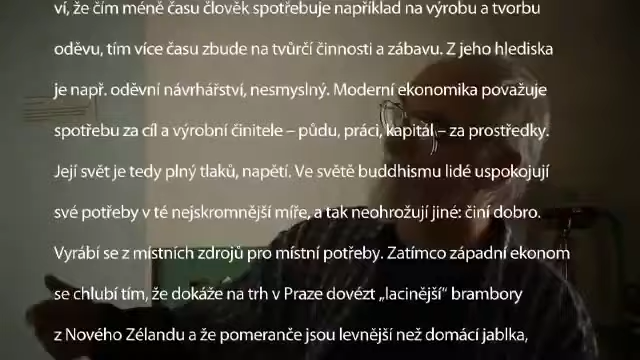 ví, že čím méně času člověk spotřebuje například na výrobu a tvorbu
oděvu, tím více času zbude na tvůrčí činnosti a zábavu. Z jeho hlediska
je např. oděvní návrhářství, nesmyslný. Moderní ekonomika považuje
spotřebu za cíl a výrobní činitele – půdu, práci, kapitál – za prostředky.
Její svět je tedy plný tlaků, napětí. Ve světě buddhismu lidé uspokojují
své potřeby v té nejskromnější míře, a tak neohrožují jiné: činí dobro.
Vyrábí se z místních zdrojů pro místní potřeby. Zatímco západní ekonom
se chlubí tím, že dokáže na trh v Praze dovézt „lacinější“ brambory
z Nového Zélandu a že pomeranče jsou levnější než domácí jablka,